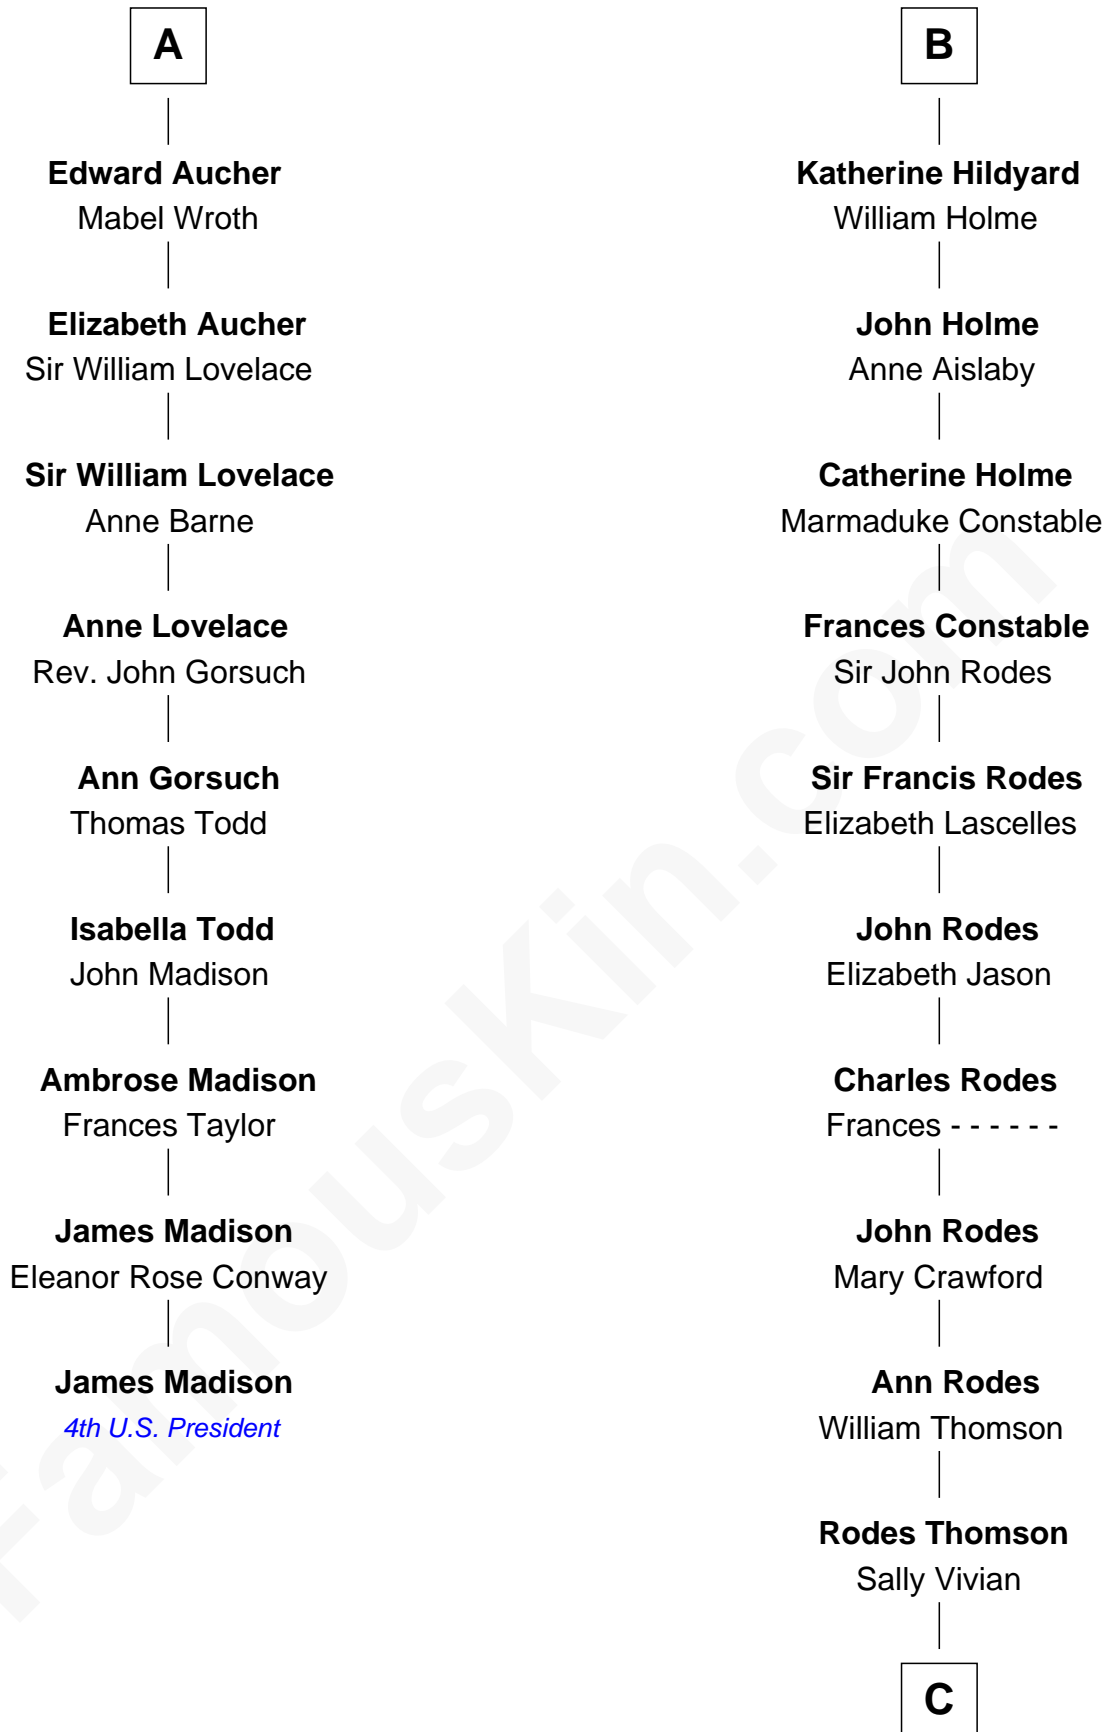 A
Edward Aucher
Mabel Wroth
Elizabeth Aucher
Sir William Lovelace
Sir William Lovelace
Anne Barne
Anne Lovelace
Rev. John Gorsuch
Ann Gorsuch
Thomas Todd
Isabella Todd
John Madison
Ambrose Madison
Frances Taylor
James Madison
Eleanor Rose Conway
James Madison
4th U.S. President
B
Katherine Hildyard
William Holme
John Holme
Anne Aislaby
Catherine Holme
Marmaduke Constable
Frances Constable
Sir John Rodes
Sir Francis Rodes
Elizabeth Lascelles
John Rodes
Elizabeth Jason
Charles Rodes
Frances - - - - - -
John Rodes
Mary Crawford
Ann Rodes
William Thomson
Rodes Thomson
Sally Vivian
C
FamousKin.com